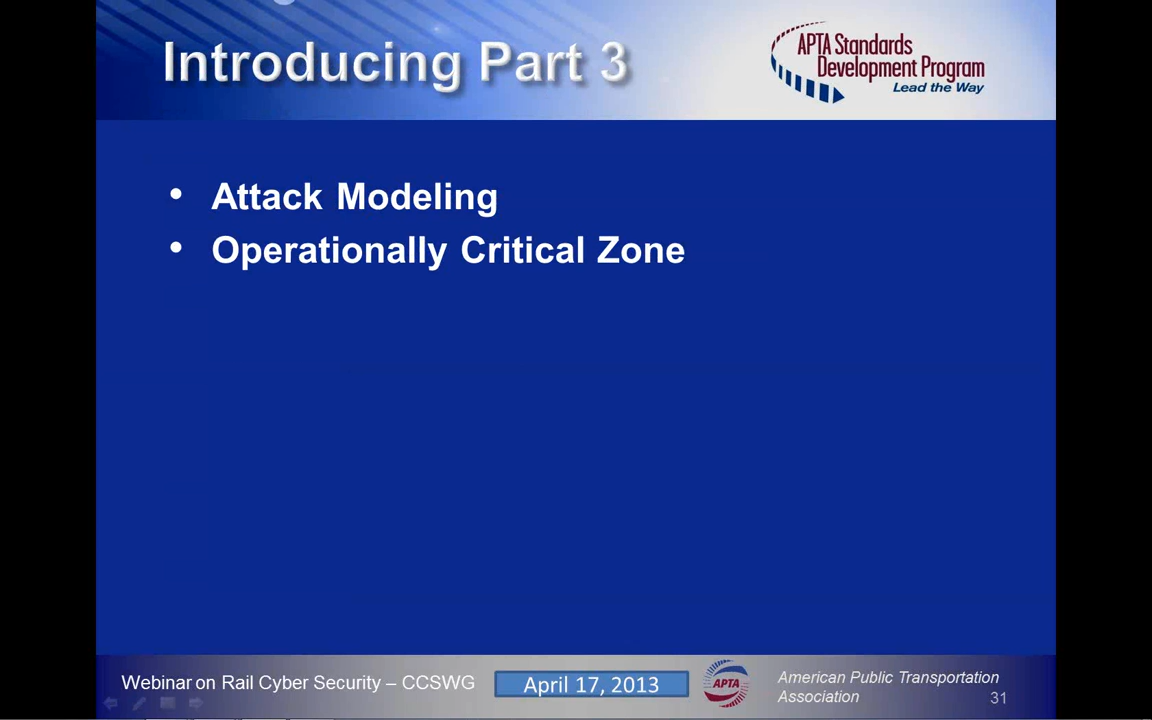 Introducing Part 3
APTA Standards
Development Program
Lead the Way
• Attack Modeling
• Operationally Critical Zone
Webinar on Rail Cyber Security – CCSWG
April 17, 2013
APTA
American Public Transportation
Association
31